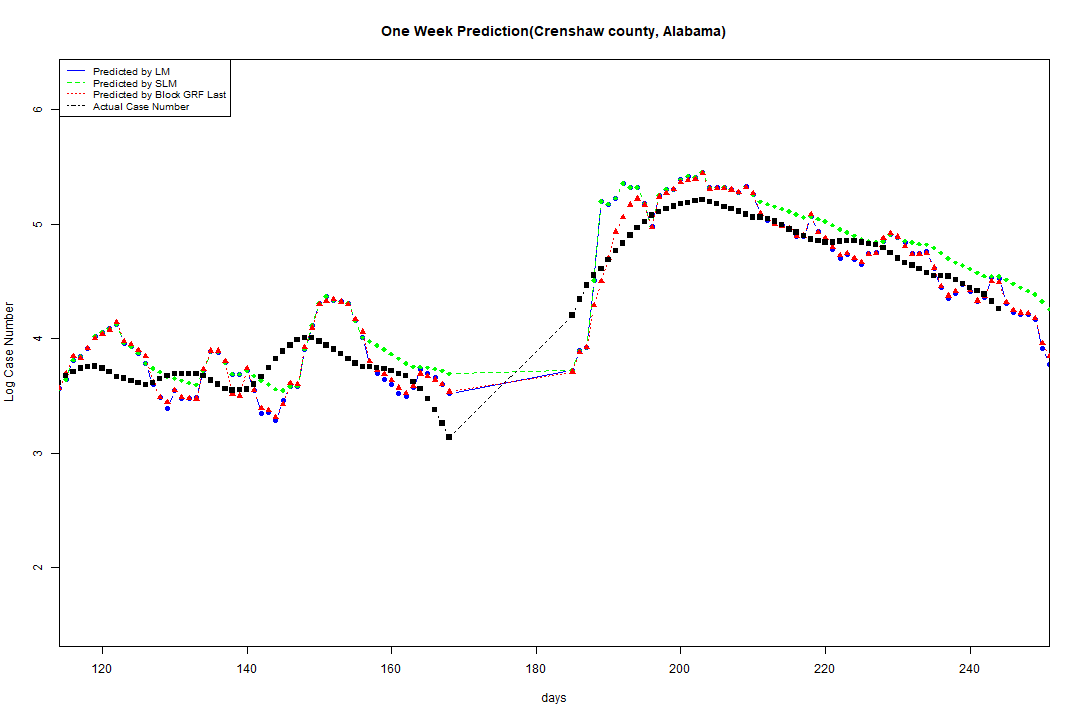 One Week Prediction(Crenshaw county, Alabama)
Predicted by LM
Predicted by SLM
Predicted by Block GRF Last
Actual Case Number
6
5
4
3
2
Log Case Number
120 140 160 180 200 220 240
days